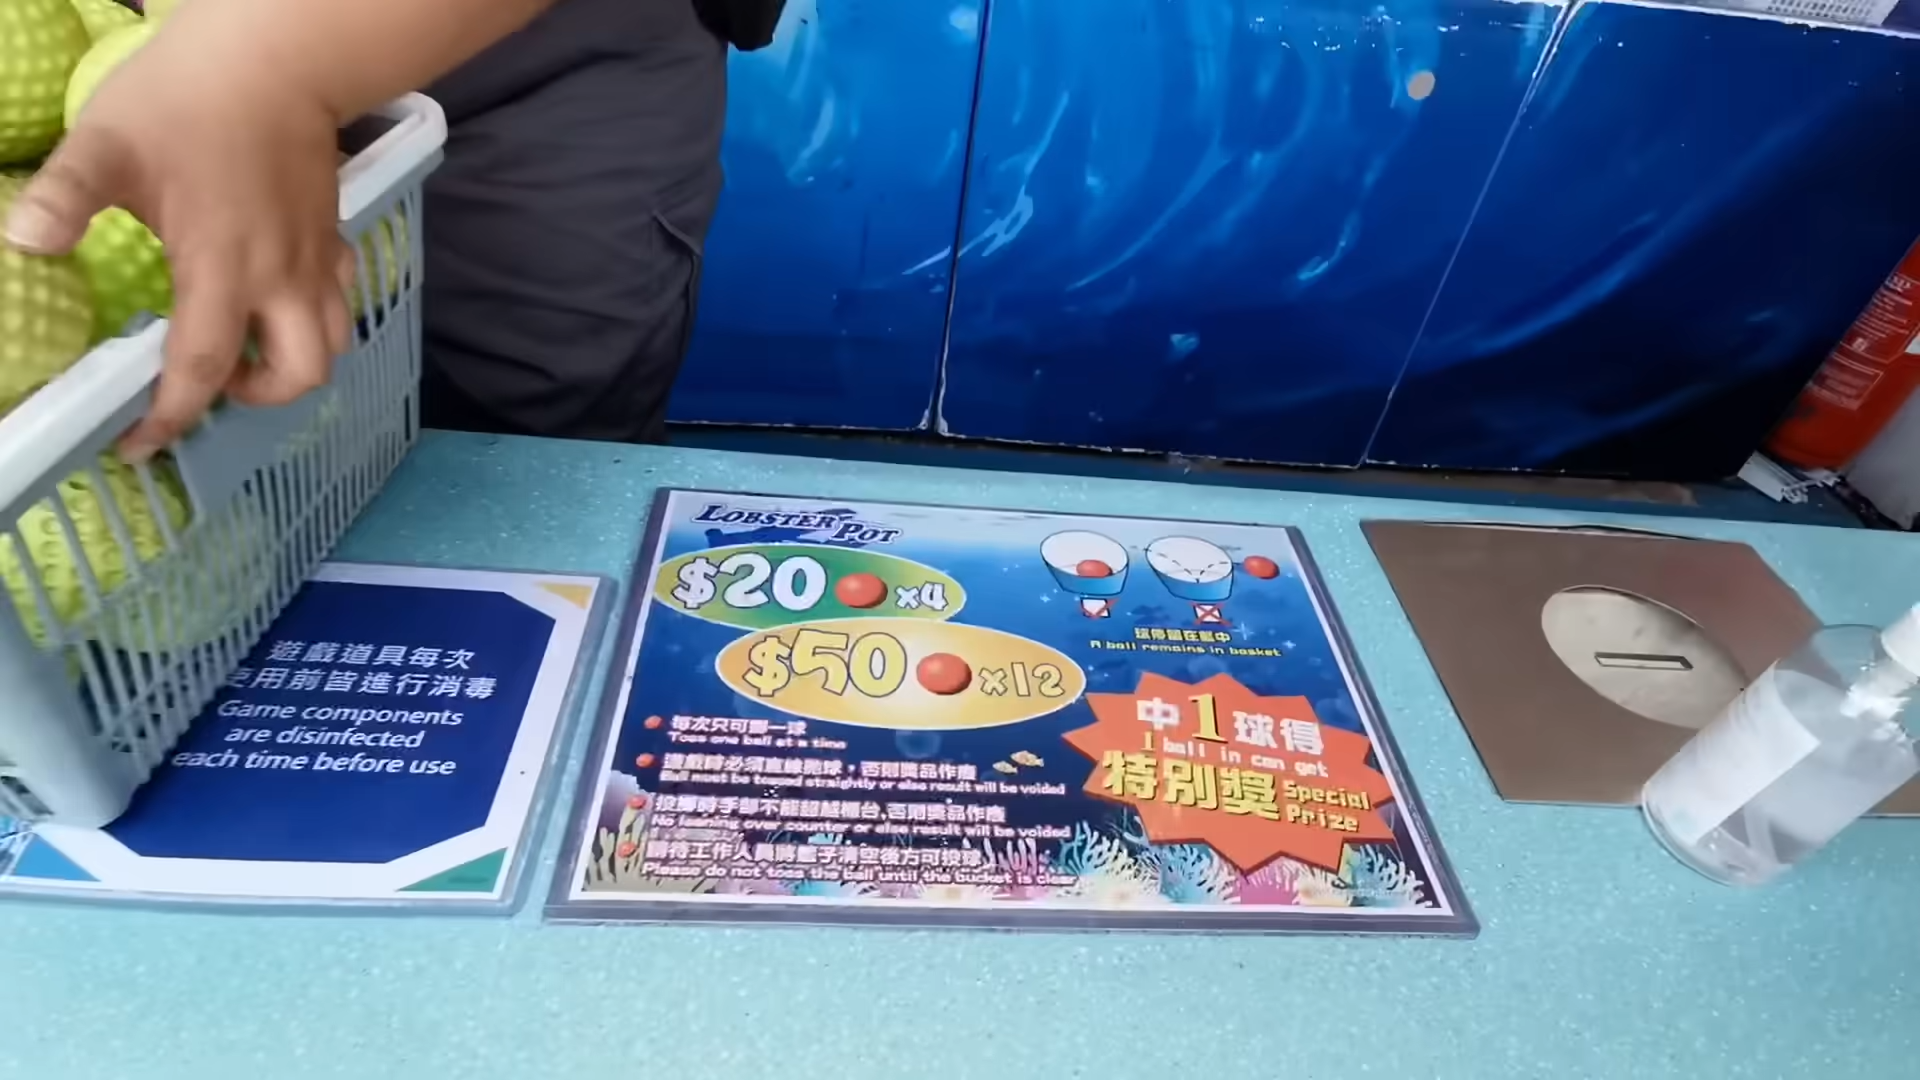 遊戲道具每次
使用前皆進行消毒
Game components
are disinfected
each time before use
LOBSTER POT
$20 x4
$50 x12
球停留在籃中
A ball remains in basket
每次只可擲一球
Toss one ball at a time
遊戲時必須直線拋球,否則獎品作廢
Ball must be tossed straightly or else result will be voided
投擲時手部不能超越櫃台,否則獎品作廢
No leaning over counter or else result will be voided
請待工作人員將籃子清空後方可投球
Please do not toss the ball until the bucket is clear
中1球得
1 ball in can get
特別獎 Special
Prize